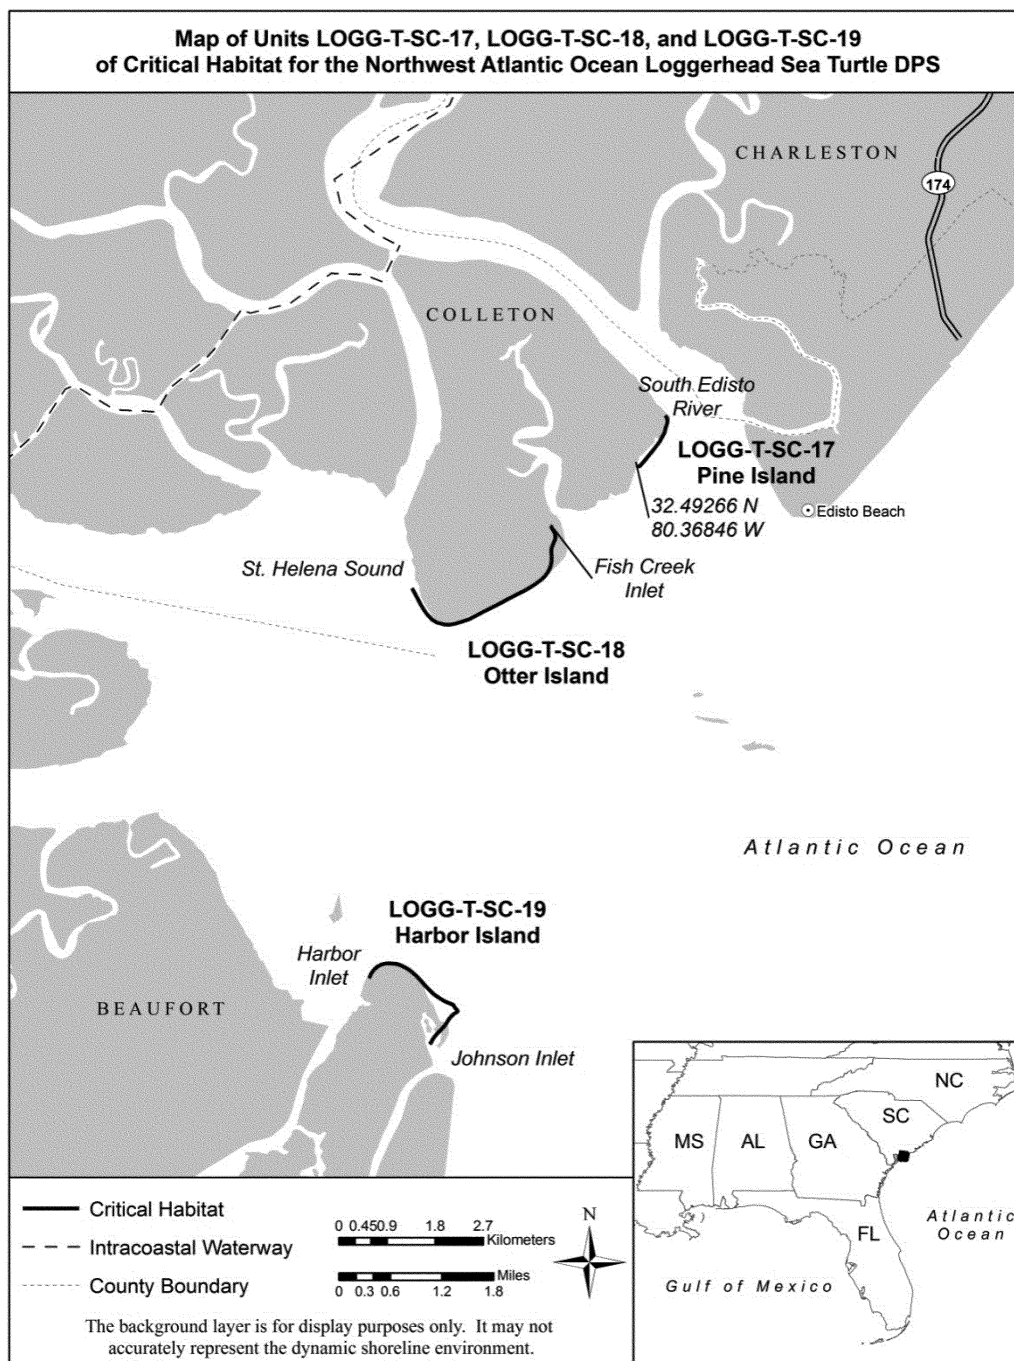 Map of Units LOGG-T-SC-17, LOGG-T-SC-18, and LOGG-T-SC-19
of Critical Habitat for the Northwest Atlantic Ocean Loggerhead Sea Turtle DPS
CHARLESTON
174
COLLETON
South Edisto
River
LOGG-T-SC-17
Pine Island
32.49266 N
80.36846 W
Edisto Beach
St. Helena Sound
Fish Creek
Inlet
LOGG-T-SC-18
Otter Island
Atlantic Ocean
LOGG-T-SC-19
Harbor Island
Harbor
Inlet
BEAUFORT
Johnson Inlet
NC
SC
MS
AL
GA
FL
Atlantic
Ocean
Gulf of Mexico
Critical Habitat
Intracoastal Waterway
County Boundary
0 0.45 0.9 1.8 2.7
Kilometers
Miles
0 0.3 0.6 1.2 1.8
N
The background layer is for display purposes only. It may not
accurately represent the dynamic shoreline environment.